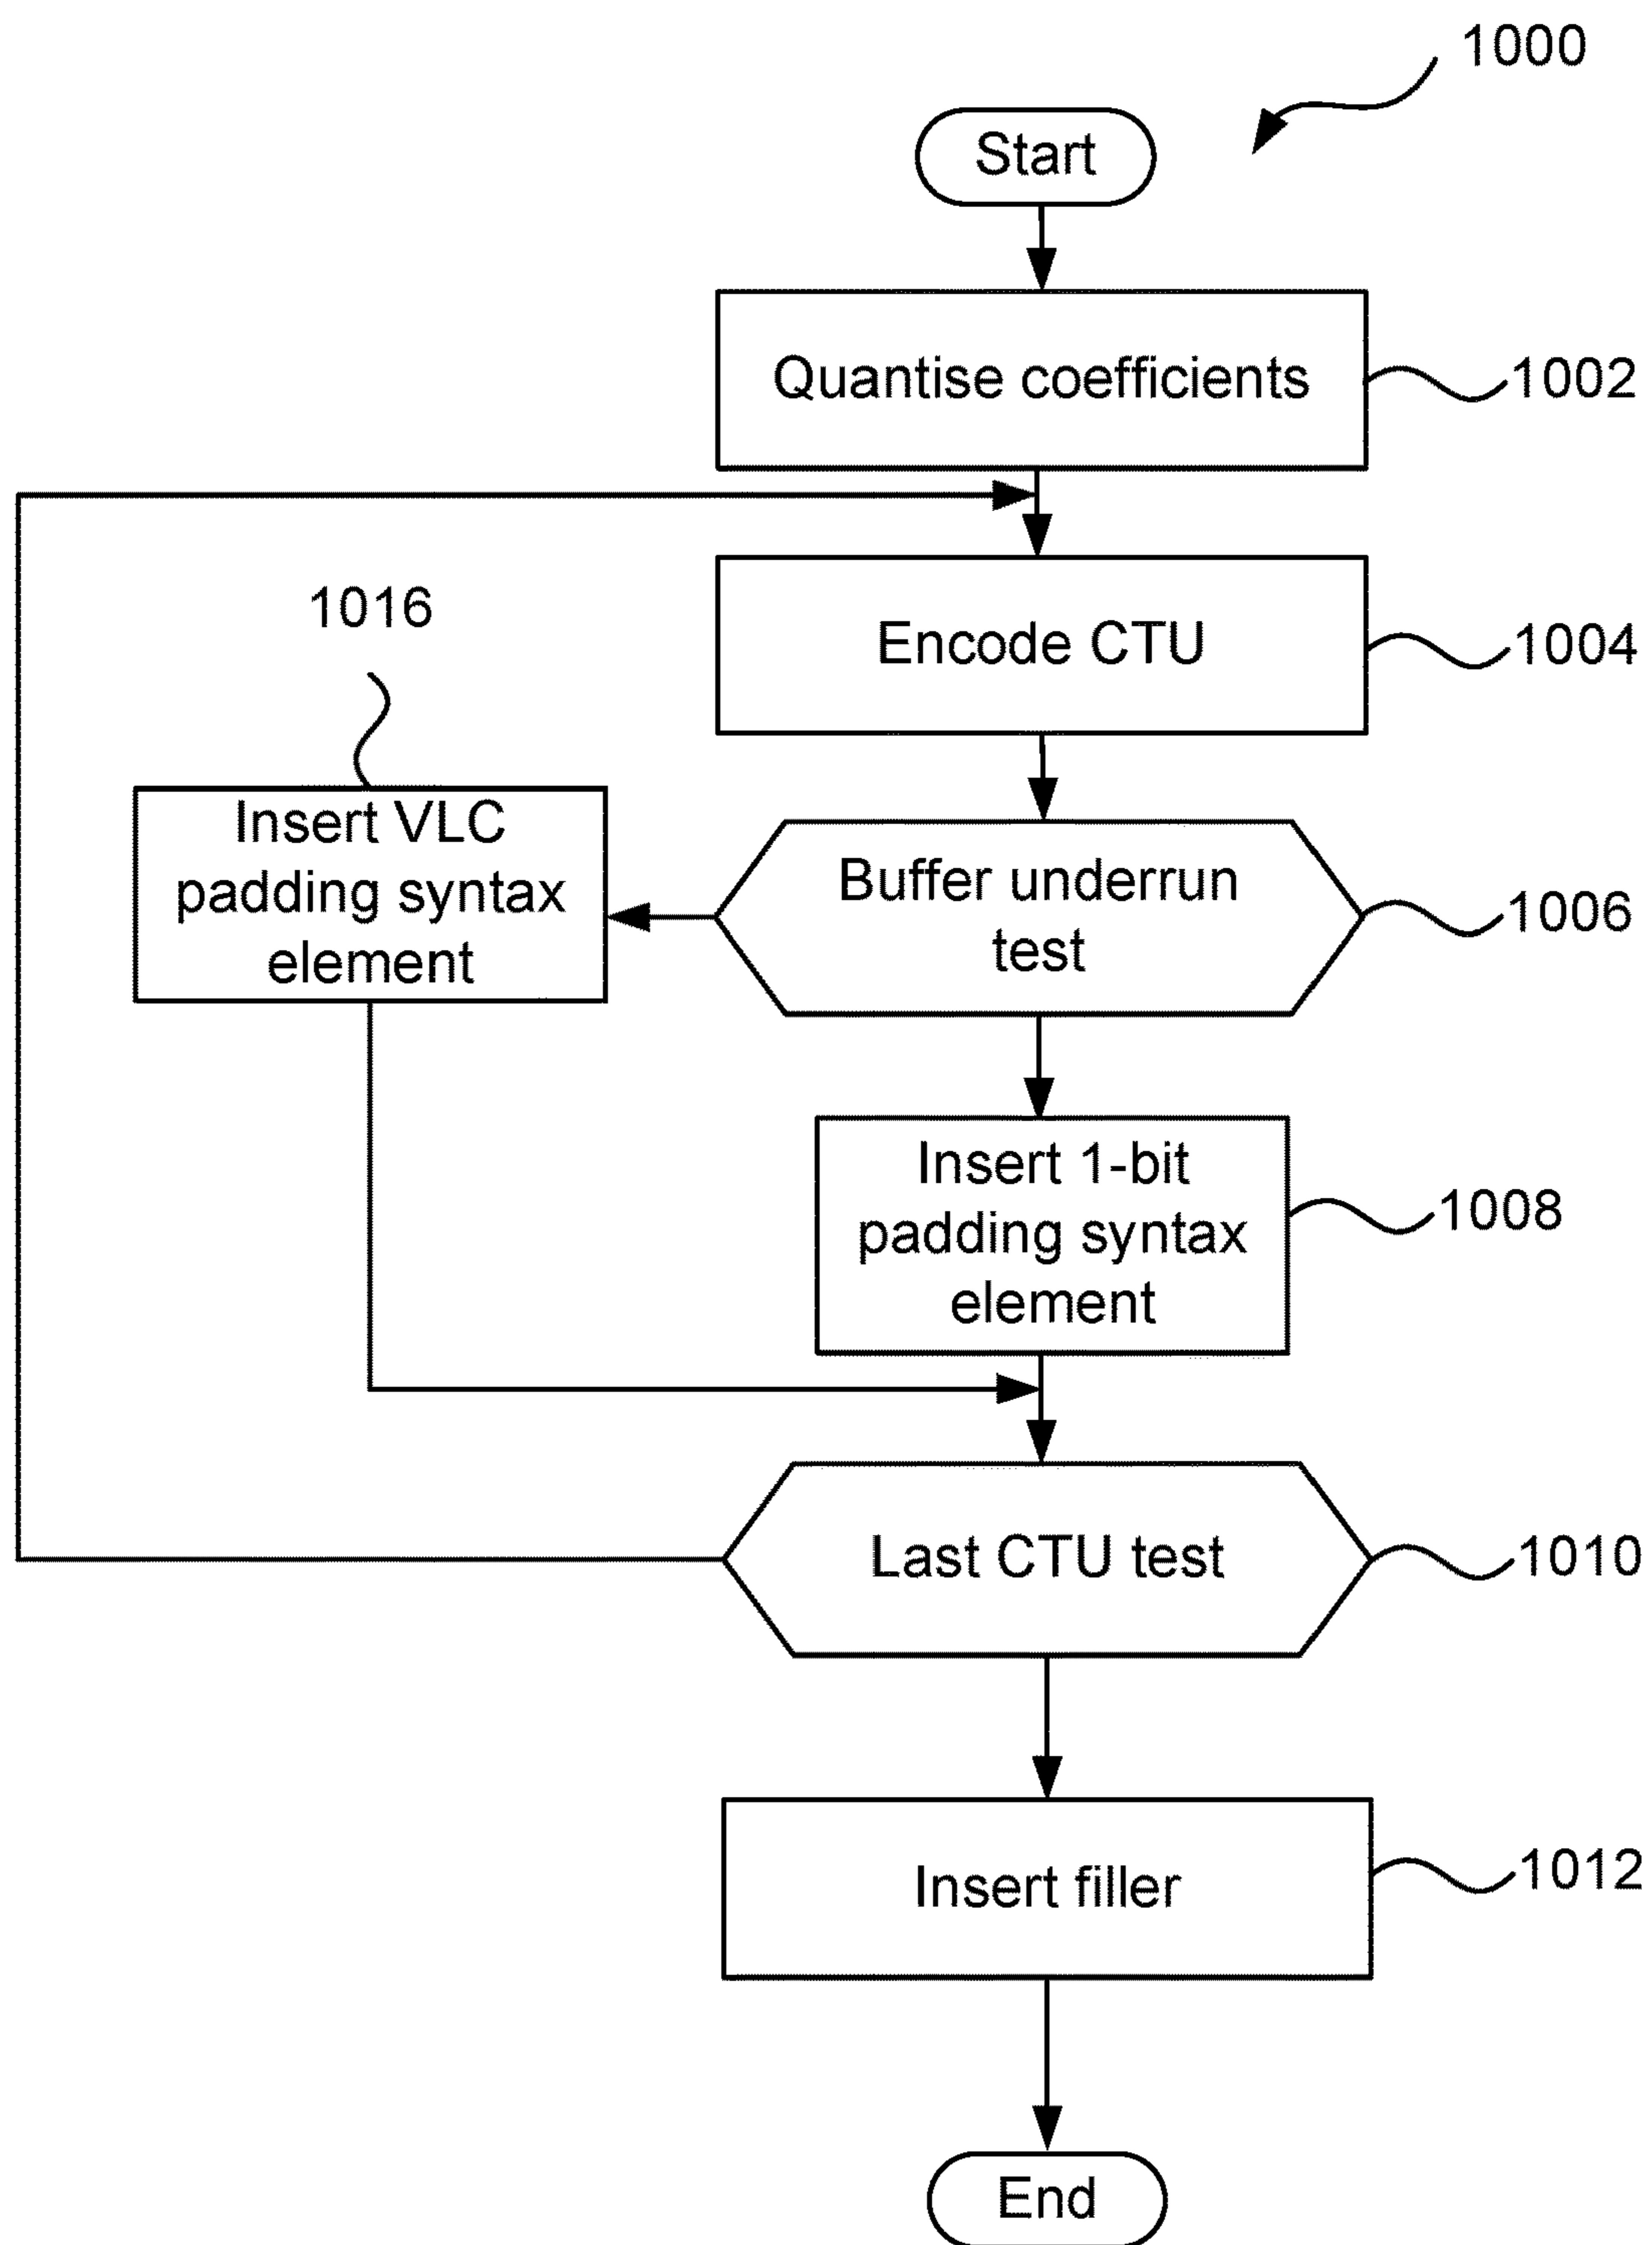 1000
Start
Quantise coefficients
1002
1016
Encode CTU
1004
Insert VLC
padding syntax
element
Buffer underrun
test
1006
Insert 1-bit
padding syntax
element
1008
Last CTU test
1010
Insert filler
1012
End